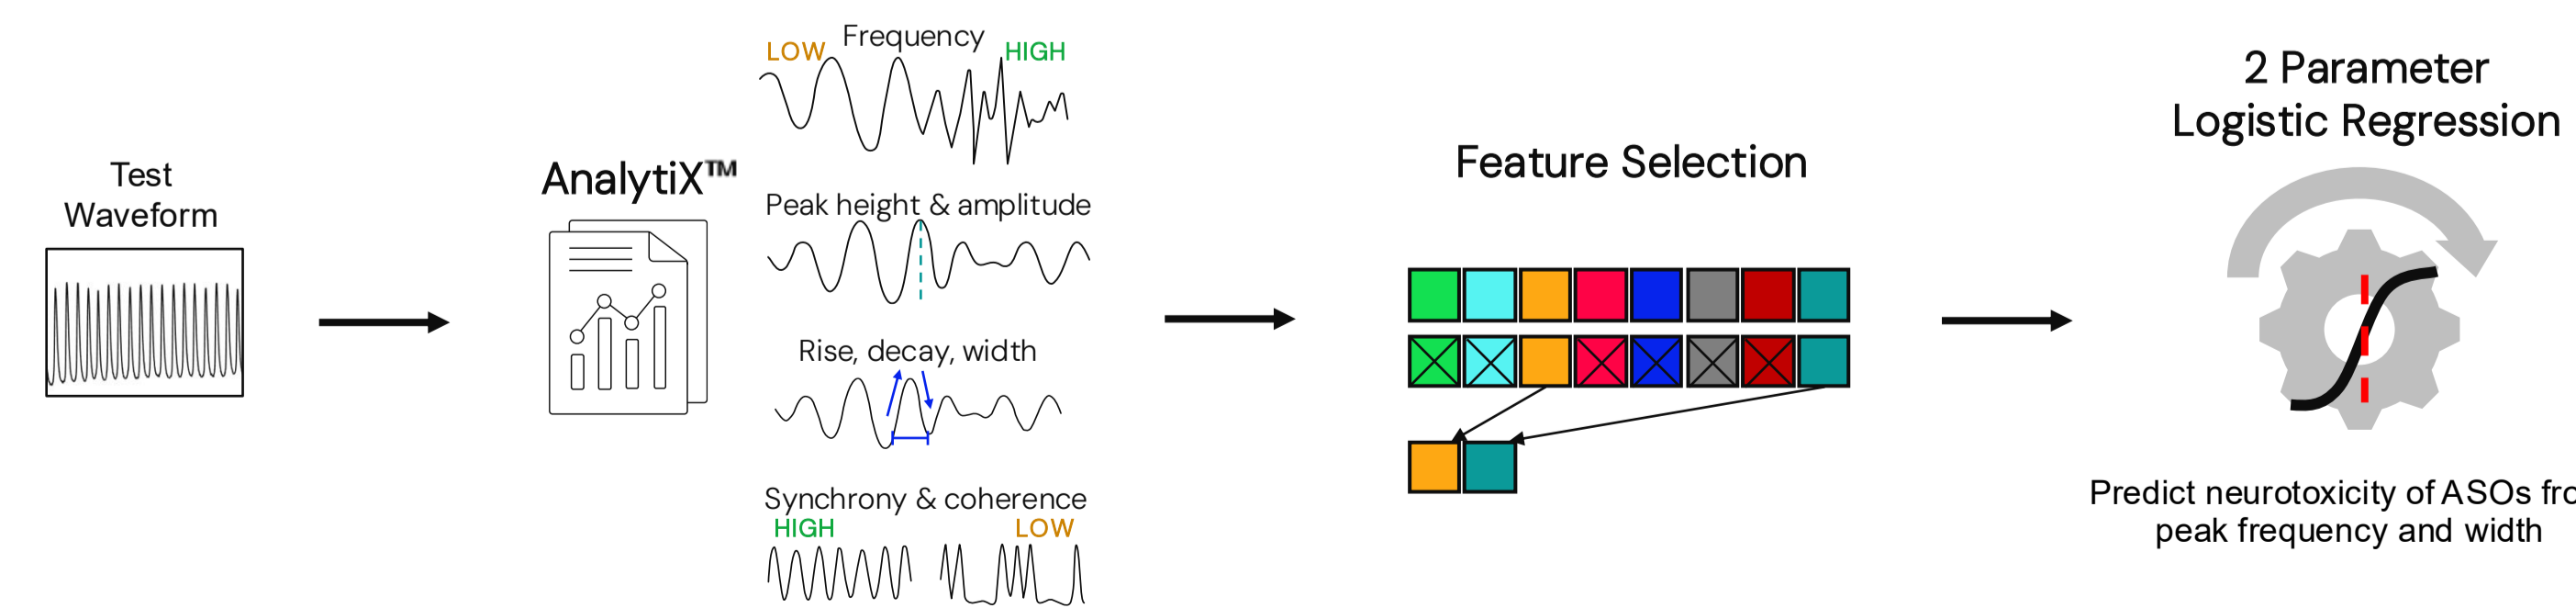 Test
Waveform
AnalytiX™
Frequency
LOW
HIGH
Peak height & amplitude
Rise, decay, width
Synchrony & coherence
HIGH
LOW
Feature Selection
2 Parameter
Logistic Regression
Predict neurotoxicity of ASOs fro
peak frequency and width